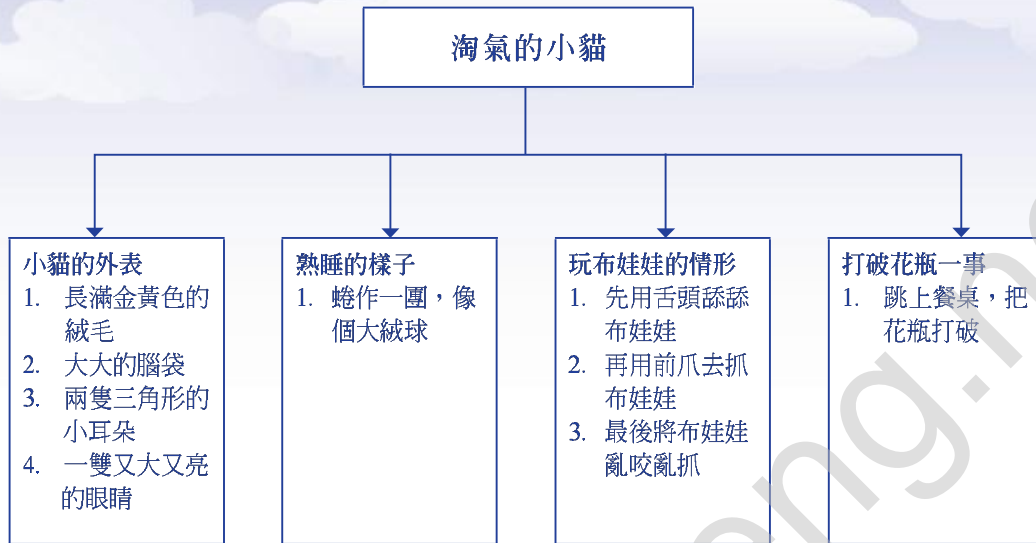 淘氣的小貓
小貓的外表
1. 長滿金黃色的
絨毛
2. 大大的腦袋
3. 兩隻三角形的
小耳朵
4. 一雙又大又亮
的眼睛
熟睡的樣子
1. 蜷作一團，像
個大絨球
玩布娃娃的情形
1. 先用舌頭舔舔
布娃娃
2. 再用前爪去抓
布娃娃
3. 最後將布娃娃
亂咬亂抓
打破花瓶一事
1. 跳上餐桌，把
花瓶打破